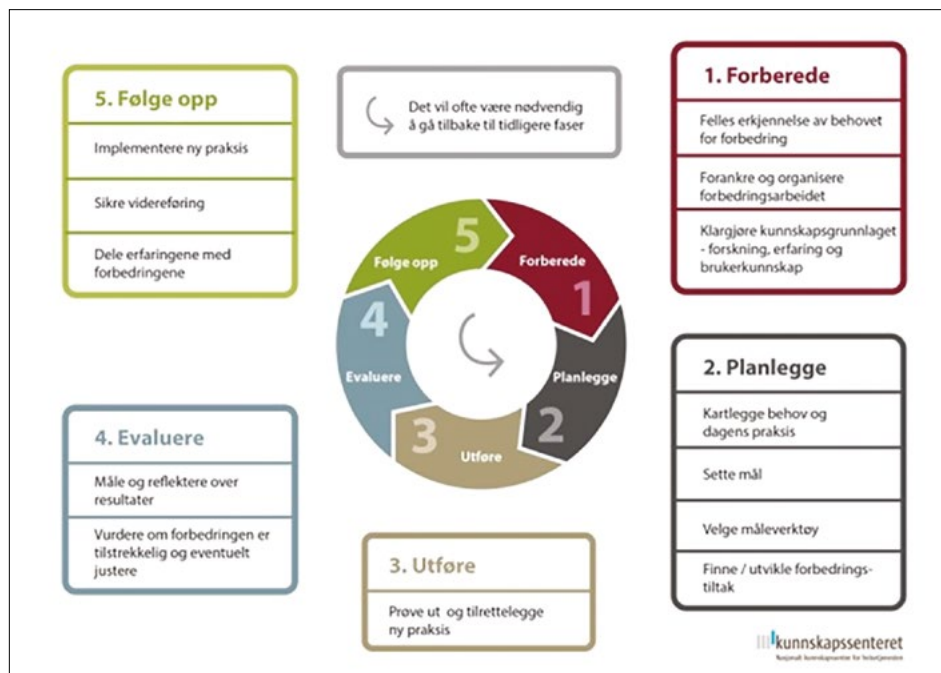 5. Følge opp
Implementere ny praksis
Sikre videreføring
Dele erfaringene med
forbedringene
Det vil ofte være nødvendig
å gå tilbake til tidligere faser
1. Forberede
Felles erkjennelse av behovet
for forbedring
Forankre og organisere
forbedringsarbeidet
Klargjøre kunnskapsgrunnlaget
- forskning, erfaring og
brukerkunnskap
5
Følge opp
Forberede
1
4
Evaluere
Planlegge
2
3
Utføre
2. Planlegge
Kartlegge behov og
dagens praksis
Sette mål
Velge måleverktøy
Finne / utvikle forbedrings-
tiltak
4. Evaluere
Måle og reflektere over
resultater
Vurdere om forbedringen er
tilstrekkelig og eventuelt
justere
3. Utføre
Prøve ut og tilrettelegge
ny praksis
kunnskapssenteret
Nasjonalt kunnskapssenter for helsetjenesten